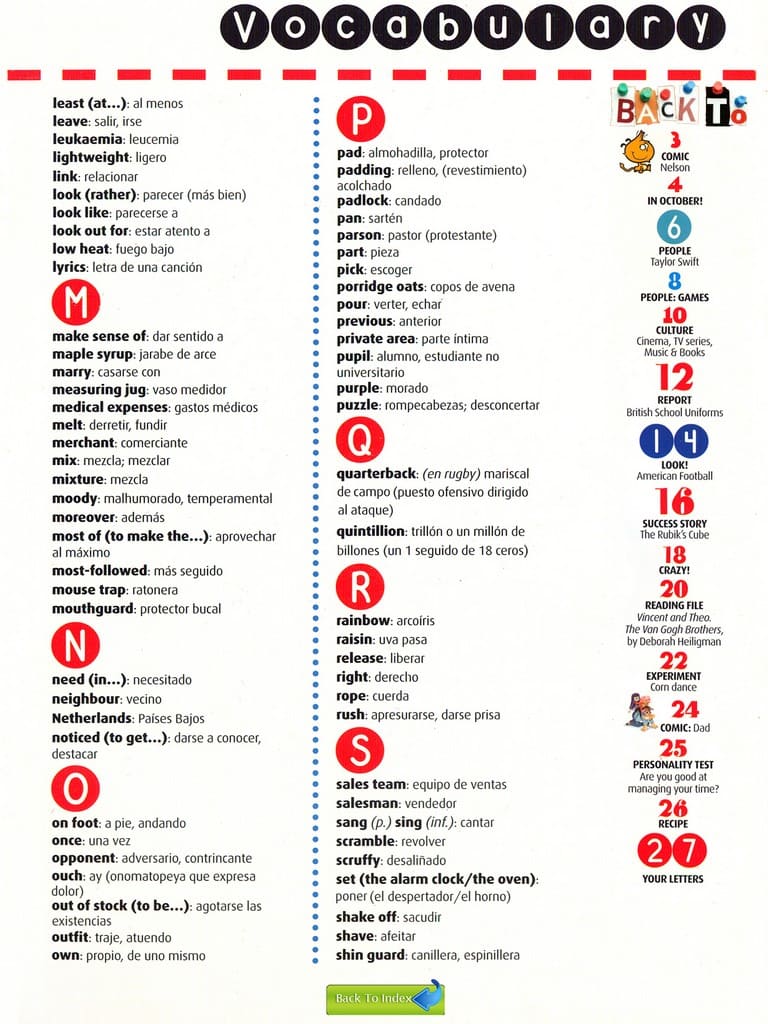 Vocabulary
least (at...): al menos
leave: salir, irse
leukaemia: leucemia
lightweight: ligero
link: relacionar
look (rather): parecer (más bien)
look like: parecerse a
look out for: estar atento a
low heat: fuego bajo
lyrics: letra de una canción
M
make sense of: dar sentido a
maple syrup: jarabe de arce
marry: casarse con
measuring jug: vaso medidor
medical expenses: gastos médicos
melt: derretir, fundir
merchant: comerciante
mix: mezcla; mezclar
mixture: mezcla
moody: malhumorado, temperamental
moreover: además
most of (to make the...): aprovechar
al máximo
most-followed: más seguido
mouse trap: ratonera
mouthguard: protector bucal
N
need (in...): necesitado
neighbour: vecino
Netherlands: Países Bajos
noticed (to get...): darse a conocer,
destacar
O
on foot: a pie, andando
once: una vez
opponent: adversario, contrincante
ouch: ay (onomatopeya que expresa
dolor)
out of stock (to be...): agotarse las
existencias
outfit: traje, atuendo
own: propio, de uno mismo
P
pad: almohadilla, protector
padding: relleno, (revestimiento)
acolchado
padlock: candado
pan: sartén
parson: pastor (protestante)
part: pieza
pick: escoger
porridge oats: copos de avena
pour: verter, echar
previous: anterior
private area: parte íntima
pupil: alumno, estudiante no
universitario
purple: morado
puzzle: rompecabezas; desconcertar
Q
quarterback: (en rugby) mariscal
de campo (puesto ofensivo dirigido
al ataque)
quintillion: trillón o un millón de
billones (un 1 seguido de 18 ceros)
R
rainbow: arcoíris
raisin: uva pasa
release: liberar
right: derecho
rope: cuerda
rush: apresurarse, darse prisa
S
sales team: equipo de ventas
salesman: vendedor
sang (p.) sing (inf.): cantar
scramble: revolver
scruffy: desaliñado
set (the alarm clock/the oven):
poner (el despertador/el horno)
shake off: sacudir
shave: afeitar
shin guard: canillera, espinillera
BACK To
3
COMIC
Nelson
4
IN OCTOBER!
6
PEOPLE
Taylor Swift
8
PEOPLE: GAMES
10
CULTURE
Cinema, TV series,
Music & Books
12
REPORT
British School Uniforms
14
LOOK!
American Football
16
SUCCESS STORY
The Rubik's Cube
18
CRAZY!
20
READING FILE
Vincent and Theo.
The Van Gogh Brothers,
by Deborah Heiligman
22
EXPERIMENT
Corn dance
24
COMIC: Dad
25
PERSONALITY TEST
Are you good at
managing your time?
26
RECIPE
27
YOUR LETTERS
Back To Index